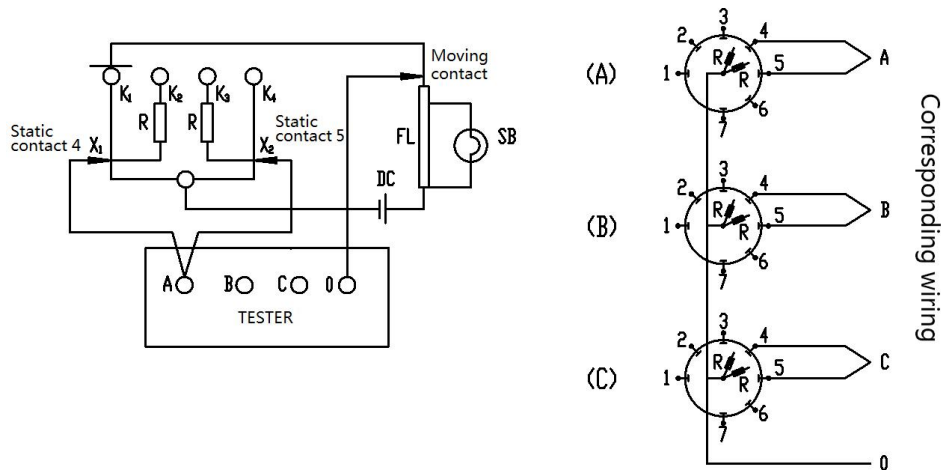 Moving
contact
K1 K2 K3 K4
Static
contact 4
X1
R
R
Static
contact 5
X2
FL
SB
DC
A B C 0
TESTER
(A)
1
2
3
4
5
6
7
R
R
A
(B)
1
2
3
4
5
6
7
R
R
B
(C)
1
2
3
4
5
6
7
R
R
C
0
Corresponding wiring